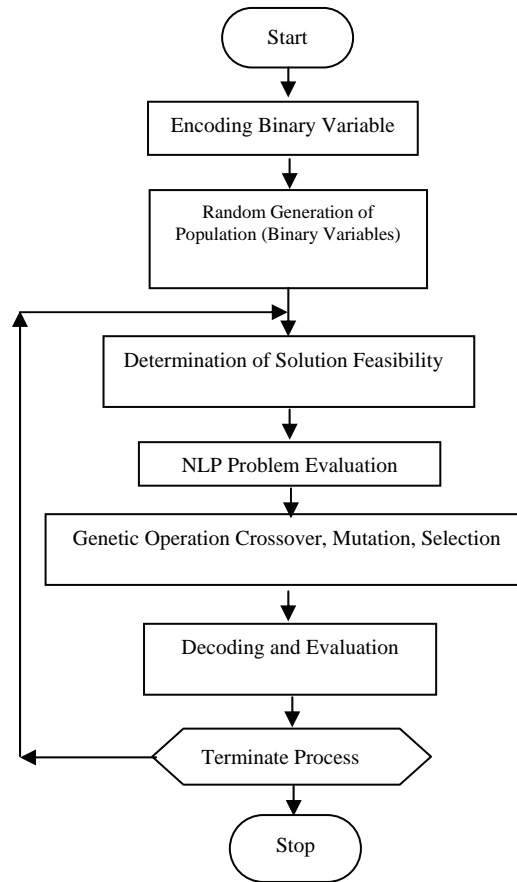 Start
Encoding Binary Variable
Random Generation of
Population (Binary Variables)
Determination of Solution Feasibility
NLP Problem Evaluation
Genetic Operation Crossover, Mutation, Selection
Decoding and Evaluation
Terminate Process
Stop